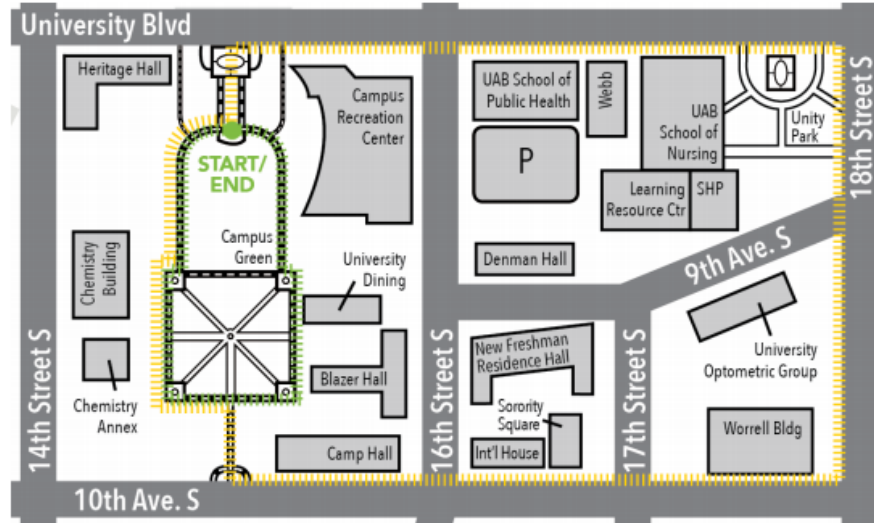 University Blvd
Heritage Hall
Campus
Recreation
Center
START/
END
Campus
Green
Chemistry
Building
University
Dining
Chemistry
Annex
Blazer Hall
Camp Hall
14th Street S
16th Street S
UAB School of
Public Health
Webb
P
UAB
School of
Nursing
Unity
Park
Learning
Resource Ctr
SHP
18th Street S
Denman Hall
9th Ave. S
New Freshman
Residence Hall
University
Optometric Group
Sorority
Square
Int'l House
17th Street S
Worrell Bldg
10th Ave. S